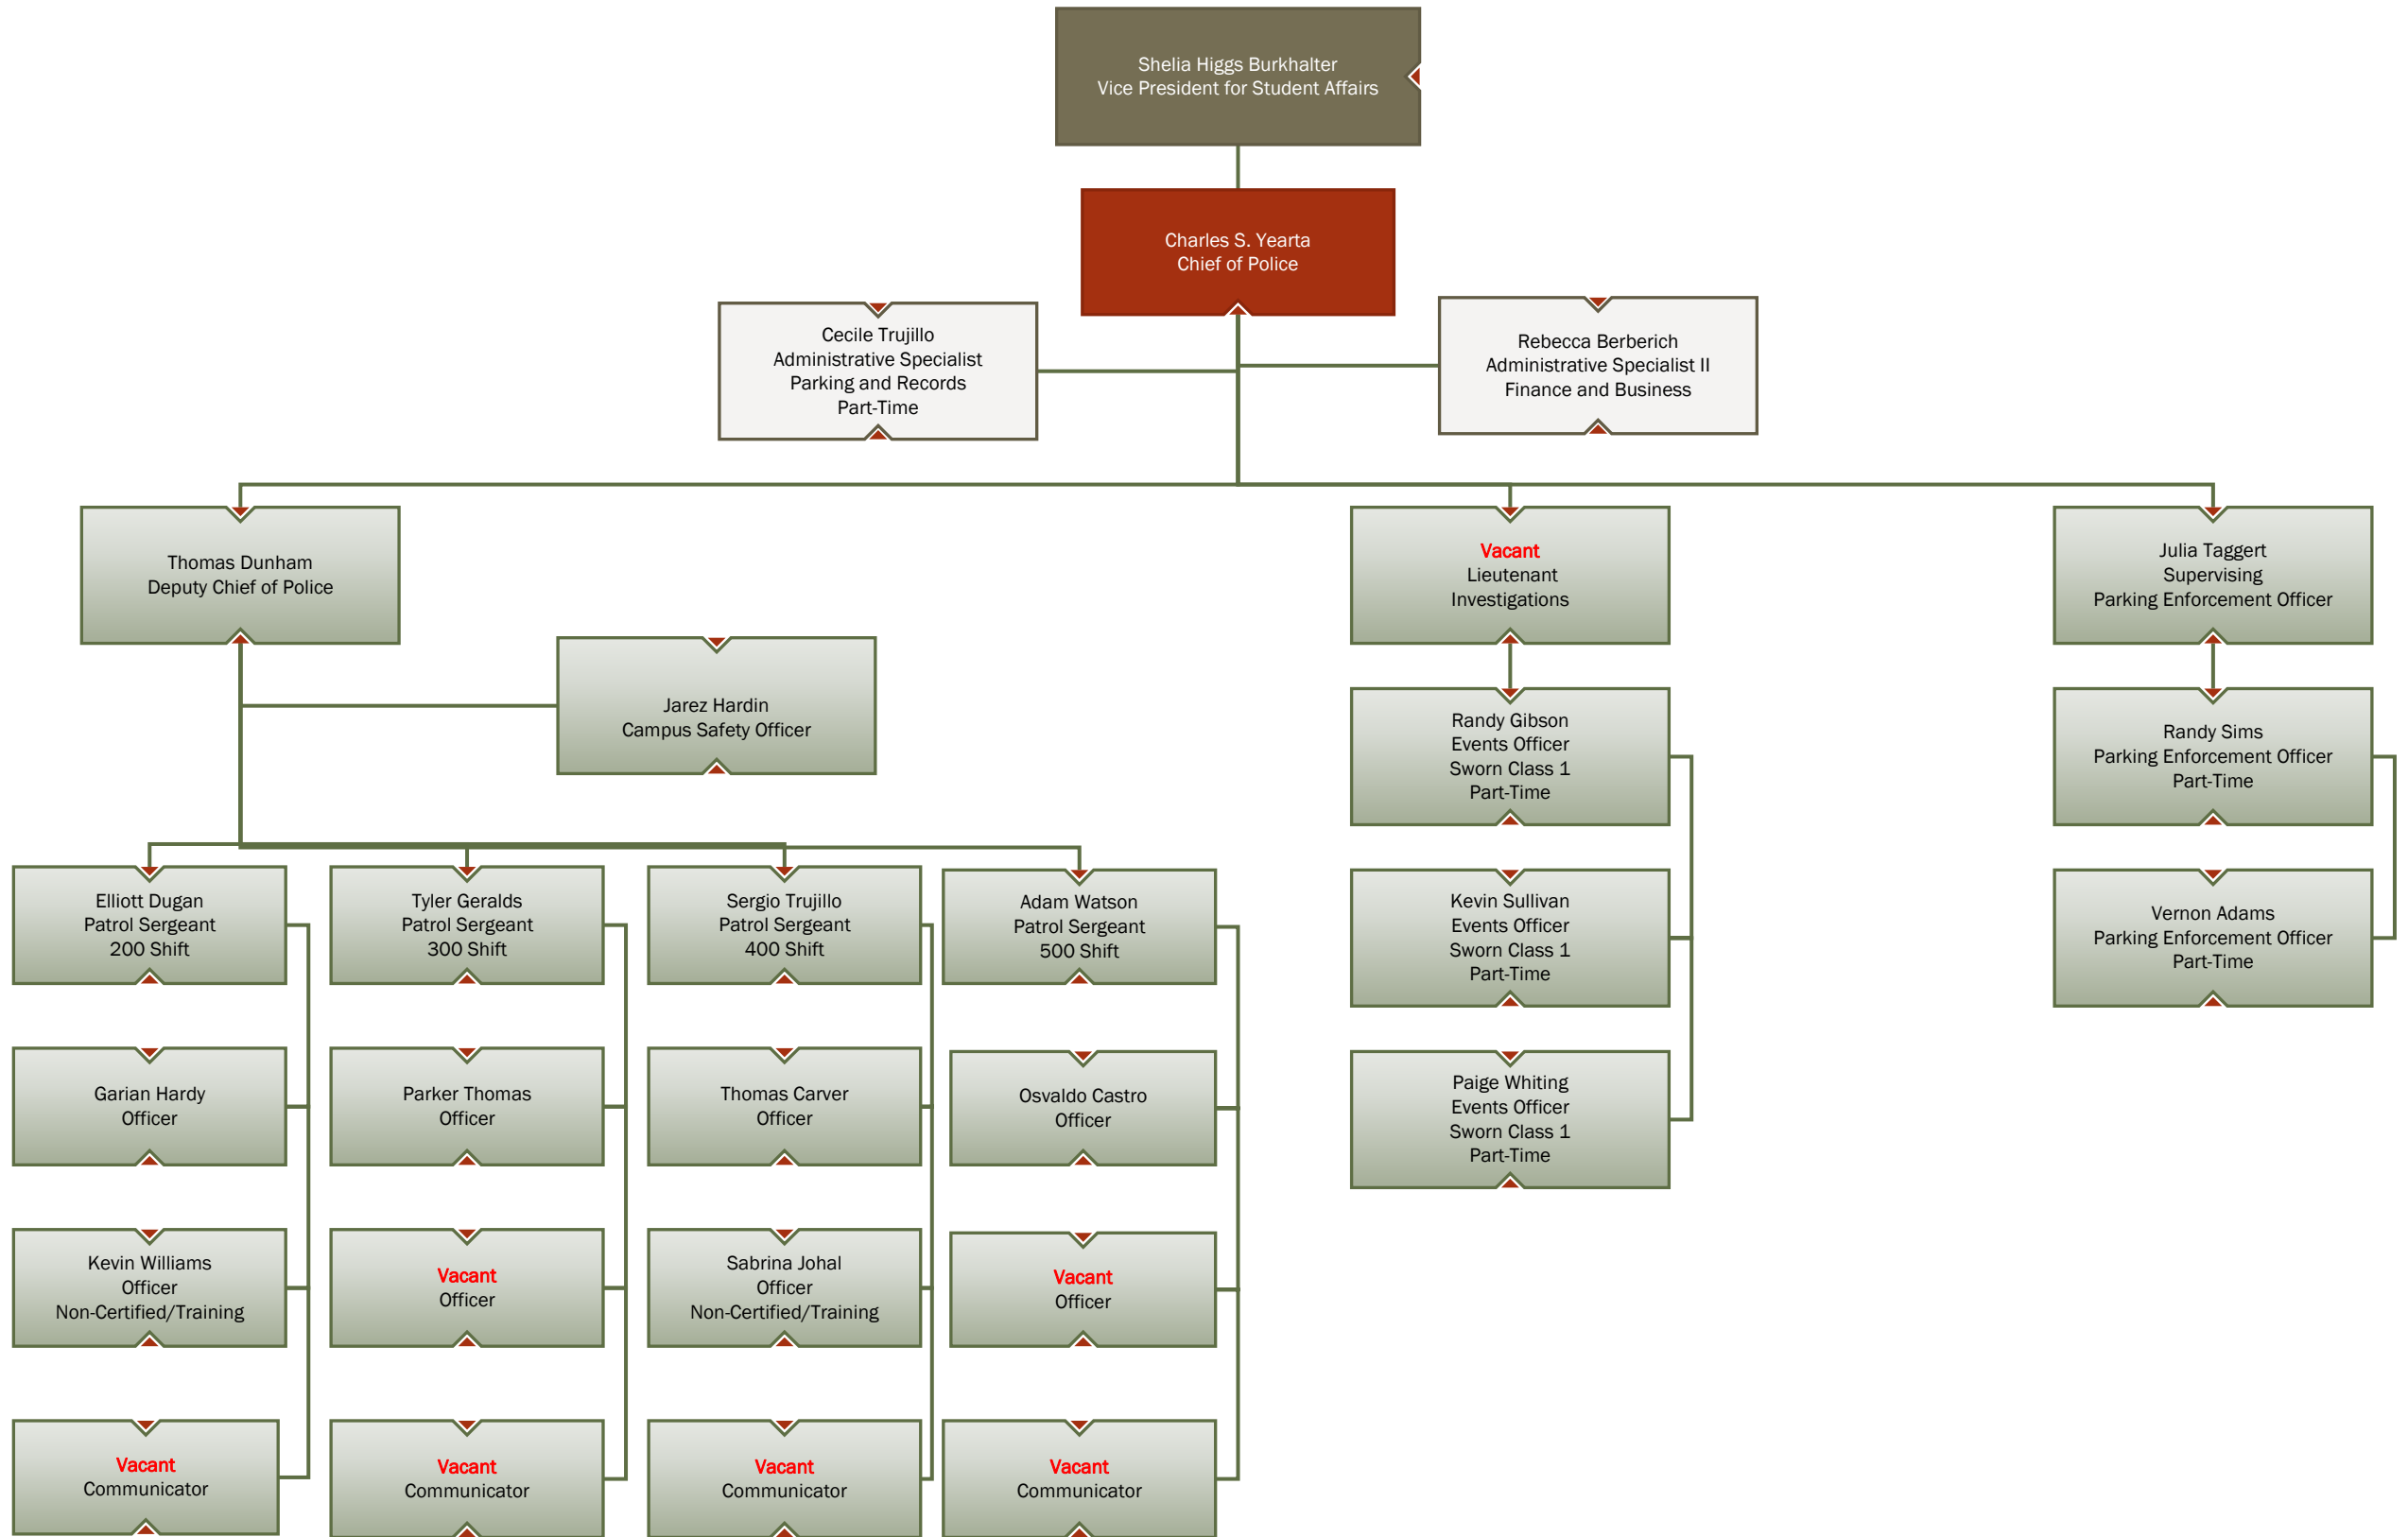 Shelia Higgs Burkhalter
Vice President for Student Affairs
Charles S. Yearta
Chief of Police
Cecile Trujillo
Administrative Specialist
Parking and Records
Part-Time
Rebecca Berberich
Administrative Specialist II
Finance and Business
Thomas Dunham
Deputy Chief of Police
Vacant
Lieutenant
Investigations
Julia Taggert
Supervising
Parking Enforcement Officer
Jarez Hardin
Campus Safety Officer
Randy Gibson
Events Officer
Sworn Class 1
Part-Time
Randy Sims
Parking Enforcement Officer
Part-Time
Elliott Dugan
Patrol Sergeant
200 Shift
Tyler Geralds
Patrol Sergeant
300 Shift
Sergio Trujillo
Patrol Sergeant
400 Shift
Adam Watson
Patrol Sergeant
500 Shift
Kevin Sullivan
Events Officer
Sworn Class 1
Part-Time
Vernon Adams
Parking Enforcement Officer
Part-Time
Garian Hardy
Officer
Parker Thomas
Officer
Thomas Carver
Officer
Osvaldo Castro
Officer
Paige Whiting
Events Officer
Sworn Class 1
Part-Time
Kevin Williams
Officer
Non-Certified/Training
Vacant
Officer
Sabrina Johal
Officer
Non-Certified/Training
Vacant
Officer
Vacant
Communicator
Vacant
Communicator
Vacant
Communicator
Vacant
Communicator